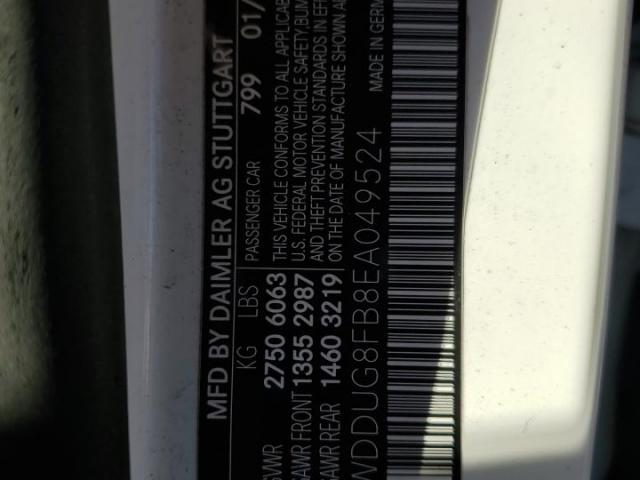 MFD BY DAIMLER AG STUTTGART
KG LBS PASSENGER CAR 799 01/
GVWR 2750 6063 THIS VEHICLE CONFORMS TO ALL APPLICABLE
GAWR FRONT 1355 2987 U.S. FEDERAL MOTOR VEHICLE SAFETY, BUM
GAWR REAR 1460 3219 AND THEFT PREVENTION STANDARDS IN EFF
ON THE DATE OF MANUFACTURE SHOWN A
WDDUG8FB8EA049524 MADE IN GERM